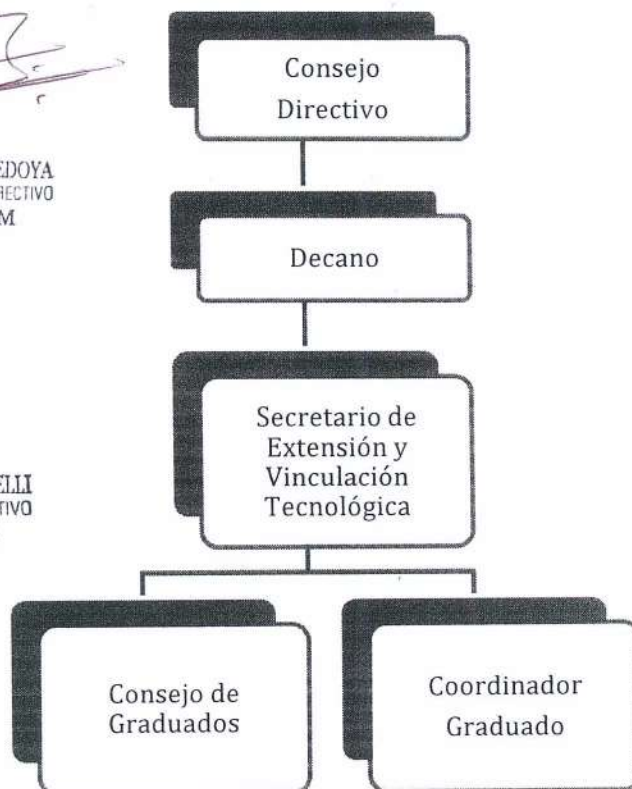 Consejo
Directivo
EDOYA
RECTIVO
M
Decano
Secretario de
Extensión y
Vinculación
Tecnológica
ELLI
TIVO
Consejo de
Graduados
Coordinador
Graduado